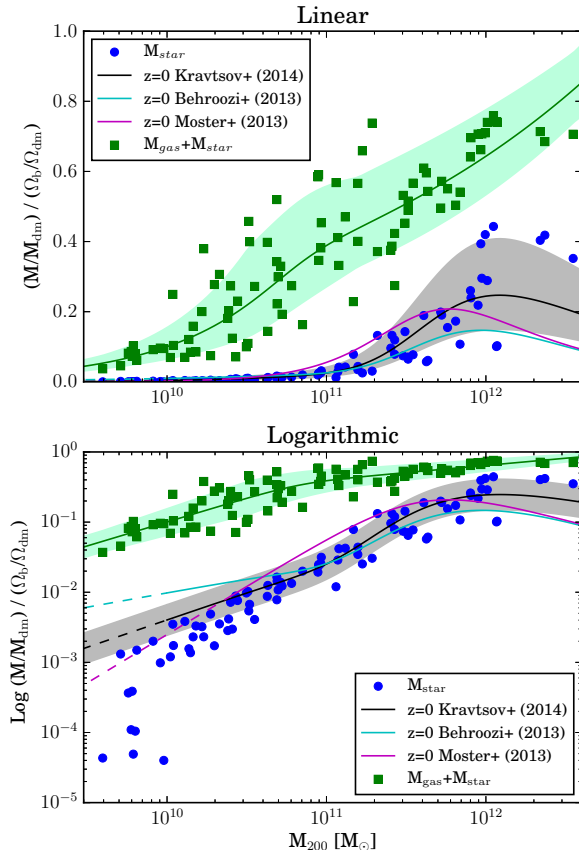 Linear
1.0
0.8
0.6
0.4
0.2
0.0
(M/M_dm) / (Ω_b/Ω_dm)
M_star
z=0 Kravtsov+ (2014)
z=0 Behroozi+ (2013)
z=0 Moster+ (2013)
M_gas+M_star
10^10
10^11
10^12
Logarithmic
10^0
10^-1
10^-2
10^-3
10^-4
10^-5
Log (M/M_dm) / (Ω_b/Ω_dm)
M_star
z=0 Kravtsov+ (2014)
z=0 Behroozi+ (2013)
z=0 Moster+ (2013)
M_gas+M_star
10^10
10^11
10^12
M_200 [M_⊙]